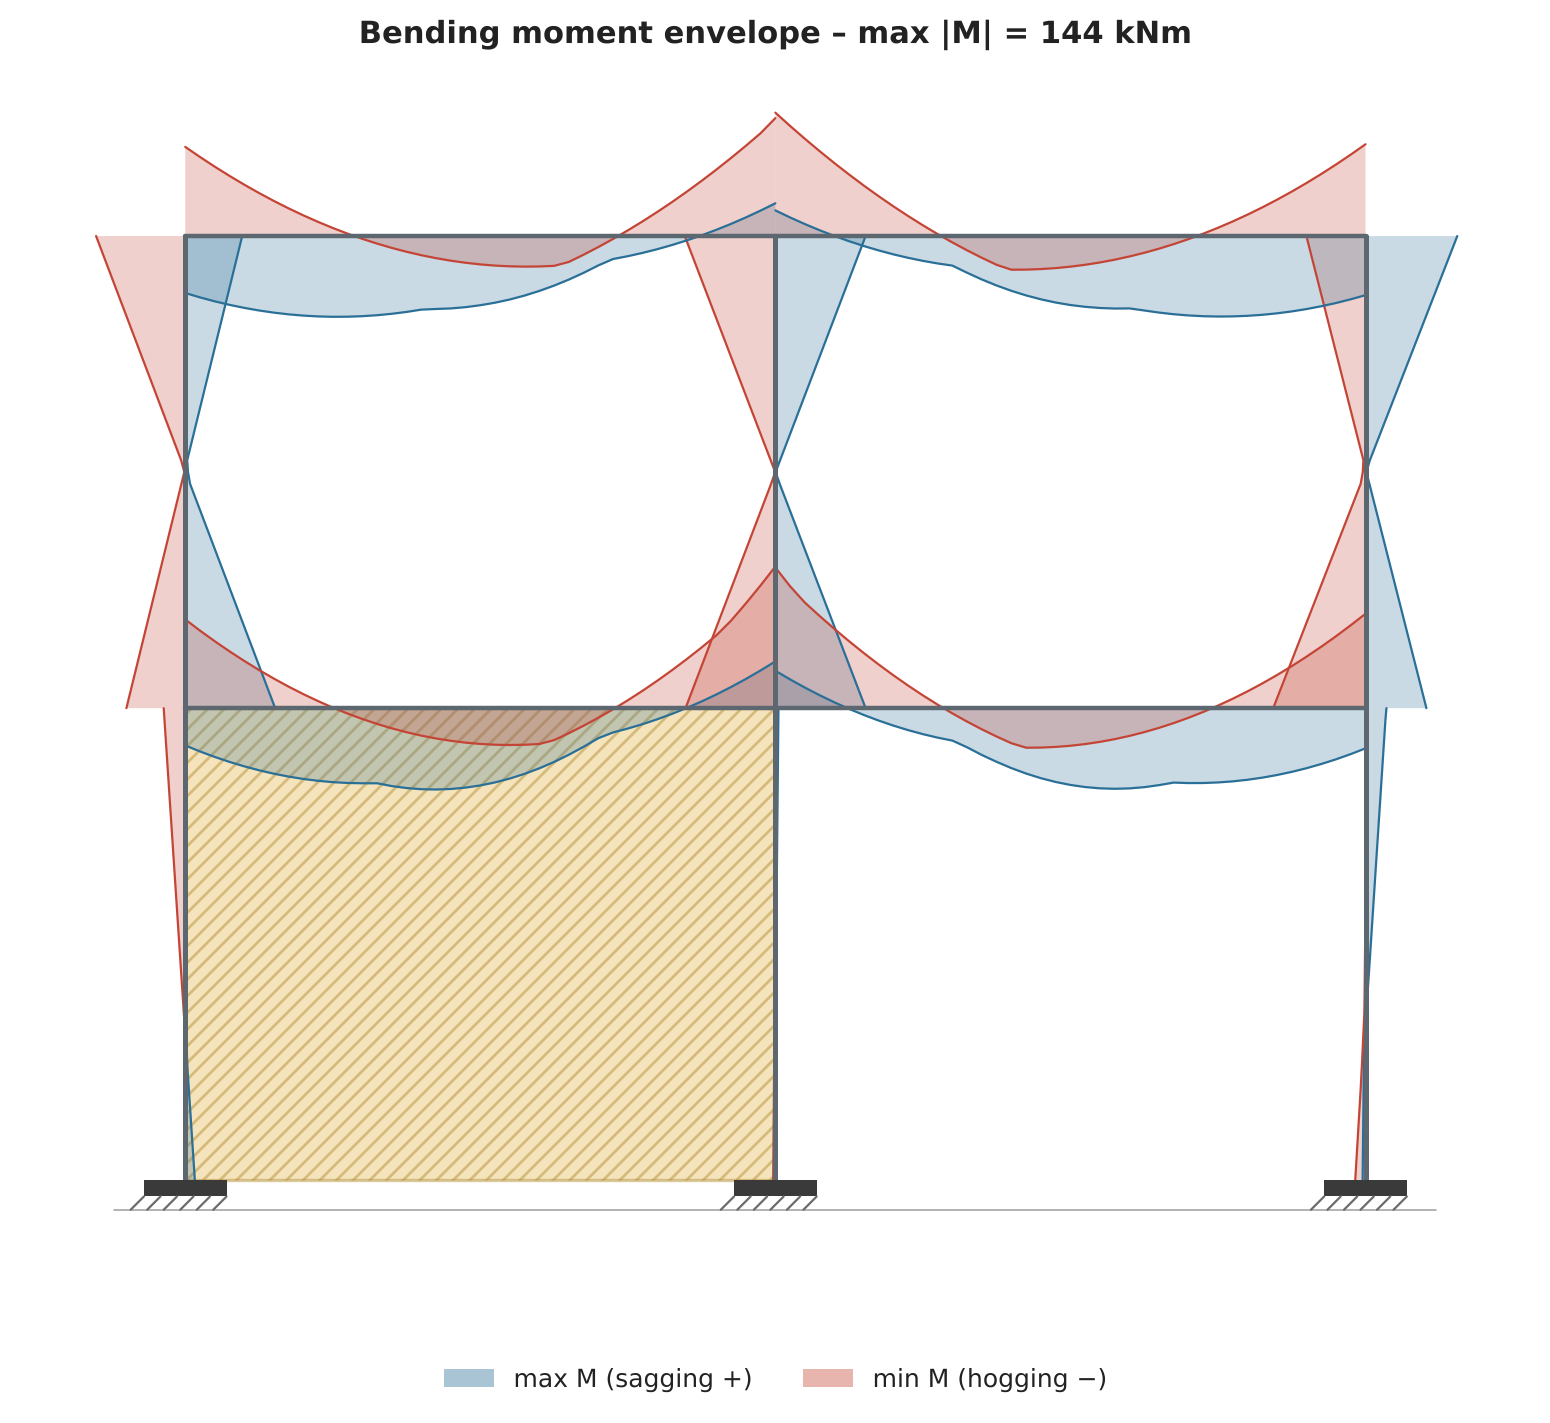 Bending moment envelope – max |M| = 144 kNm
max M (sagging +)
min M (hogging −)